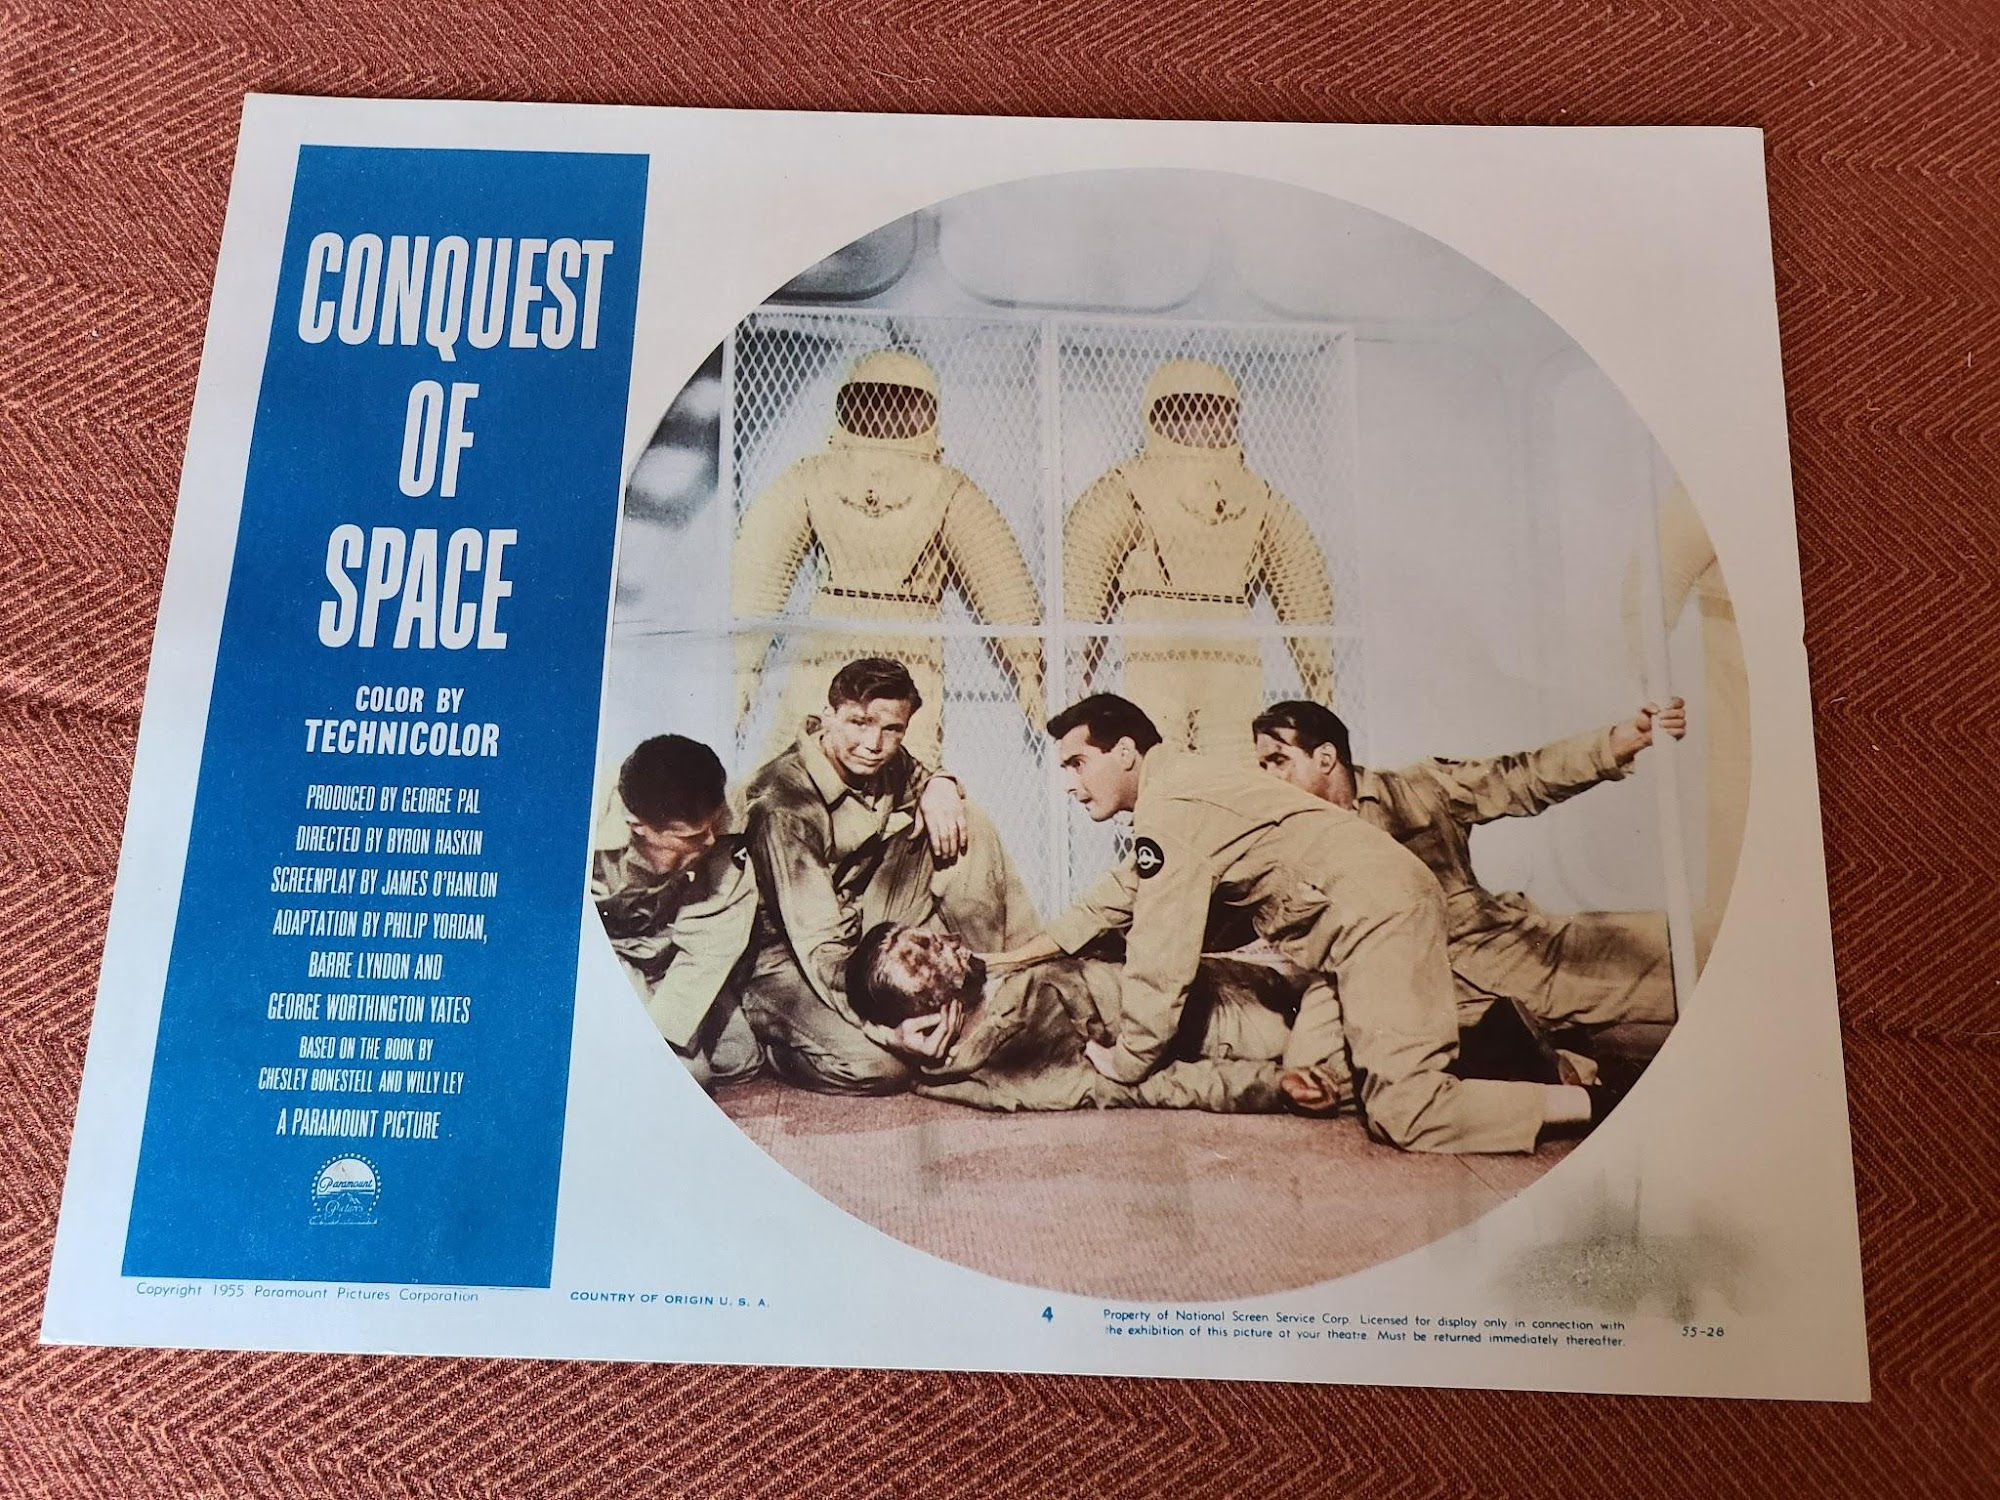 CONQUEST
OF
SPACE
COLOR BY
TECHNICOLOR
PRODUCED BY GEORGE PAL
DIRECTED BY BYRON HASKIN
SCREENPLAY BY JAMES O'HANLON
ADAPTATION BY PHILIP YORDAN,
BARRE LYNDON AND
GEORGE WORTHINGTON YATES
BASED ON THE BOOK BY
CHESLEY BONESTELL AND WILLY LEY
A PARAMOUNT PICTURE
Paramount
Pictures
Copyright 1955 Paramount Pictures Corporation
COUNTRY OF ORIGIN U. S. A.
4
Property of National Screen Service Corp. Licensed for display only in connection with
the exhibition of this picture at your theatre. Must be returned immediately thereafter.
55-28